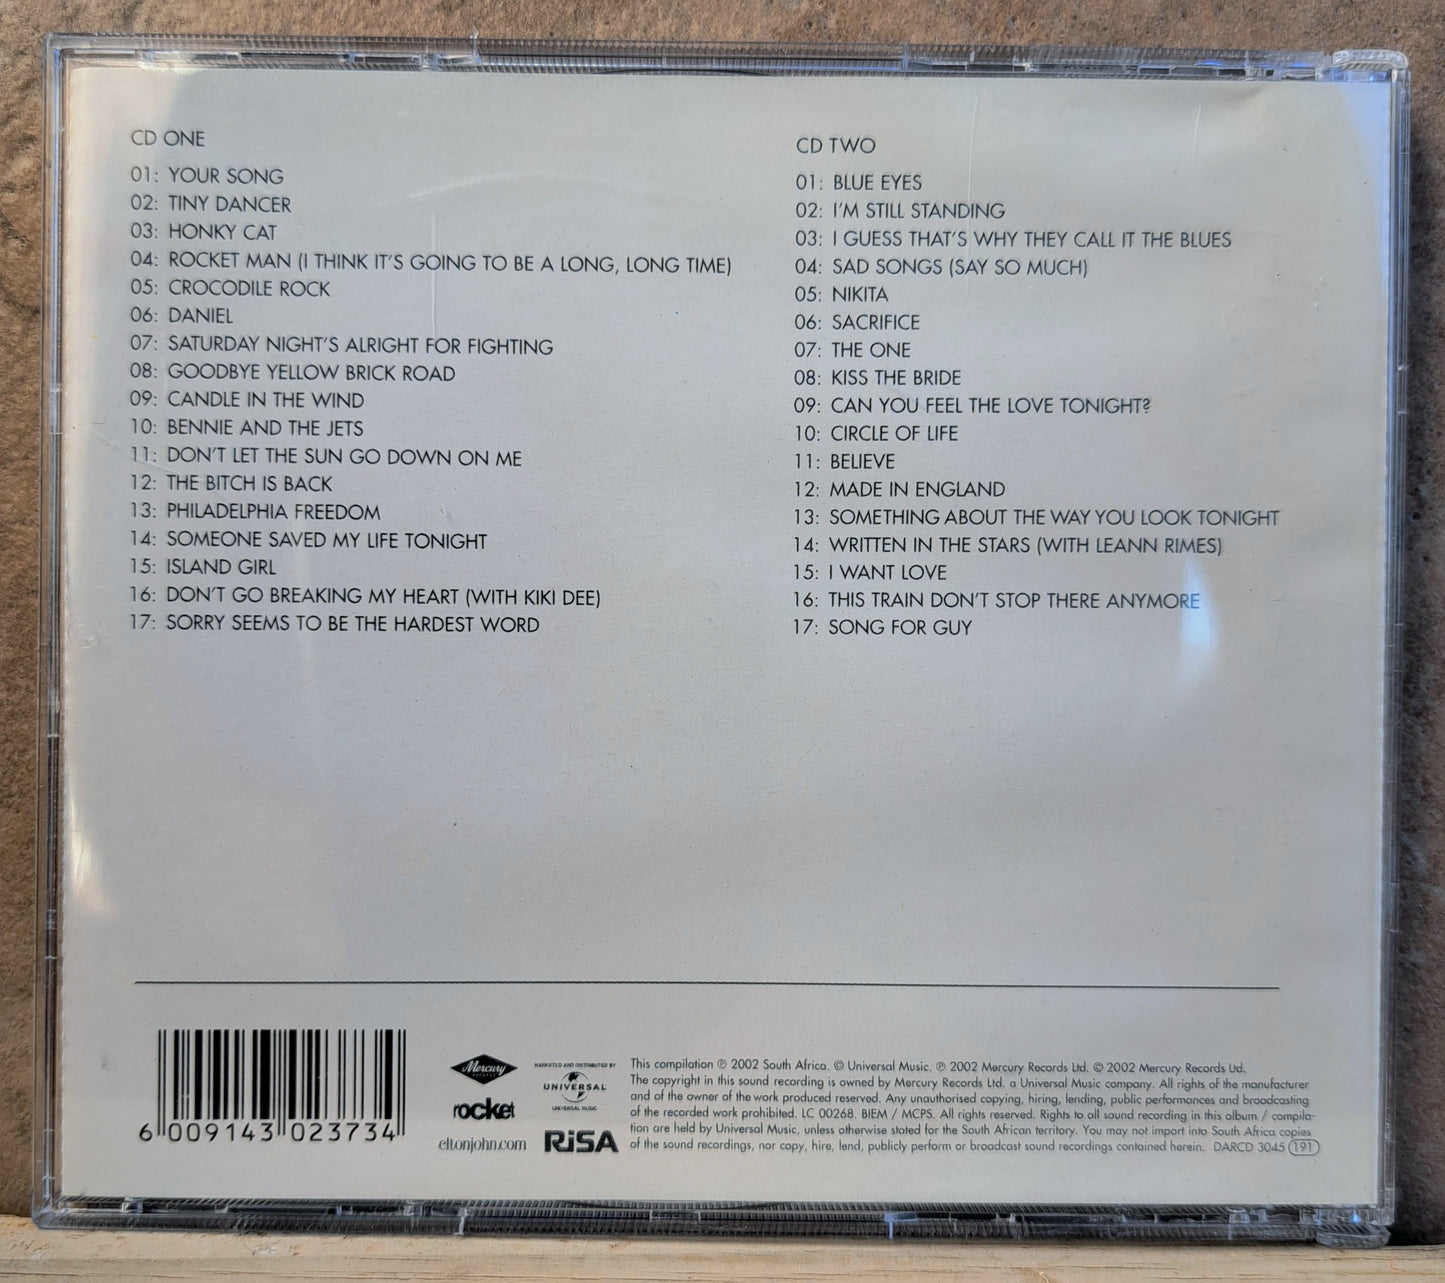 CD ONE
01: YOUR SONG
02: TINY DANCER
03: HONKY CAT
04: ROCKET MAN (I THINK IT'S GOING TO BE A LONG, LONG TIME)
05: CROCODILE ROCK
06: DANIEL
07: SATURDAY NIGHT'S ALRIGHT FOR FIGHTING
08: GOODBYE YELLOW BRICK ROAD
09: CANDLE IN THE WIND
10: BENNIE AND THE JETS
11: DON'T LET THE SUN GO DOWN ON ME
12: THE BITCH IS BACK
13: PHILADELPHIA FREEDOM
14: SOMEONE SAVED MY LIFE TONIGHT
15: ISLAND GIRL
16: DON'T GO BREAKING MY HEART (WITH KIKI DEE)
17: SORRY SEEMS TO BE THE HARDEST WORD
CD TWO
01: BLUE EYES
02: I'M STILL STANDING
03: I GUESS THAT'S WHY THEY CALL IT THE BLUES
04: SAD SONGS (SAY SO MUCH)
05: NIKITA
06: SACRIFICE
07: THE ONE
08: KISS THE BRIDE
09: CAN YOU FEEL THE LOVE TONIGHT?
10: CIRCLE OF LIFE
11: BELIEVE
12: MADE IN ENGLAND
13: SOMETHING ABOUT THE WAY YOU LOOK TONIGHT
14: WRITTEN IN THE STARS (WITH LEANN RIMES)
15: I WANT LOVE
16: THIS TRAIN DON'T STOP THERE ANYMORE
17: SONG FOR GUY
6 009143 023734
Mercury
rocket
eltonjohn.com
MARKETED AND DISTRIBUTED BY
UNIVERSAL
UNIVERSAL MUSIC
RiSA
This compilation ℗ 2002 South Africa. © Universal Music. ℗ 2002 Mercury Records Ltd. © 2002 Mercury Records Ltd.
The copyright in this sound recording is owned by Mercury Records Ltd. a Universal Music company. All rights of the manufacturer
and of the owner of the work produced reserved. Any unauthorised copying, hiring, lending, public performances and broadcasting
of the recorded work prohibited. LC 00268. BIEM / MCPS. All rights reserved. Rights to all sound recording in this album / compila-
tion are held by Universal Music, unless otherwise stated for the South African territory. You may not import into South Africa copies
of the sound recordings, nor copy, hire, lend, publicly perform or broadcast sound recordings contained herein. DARCD 3045 (191)